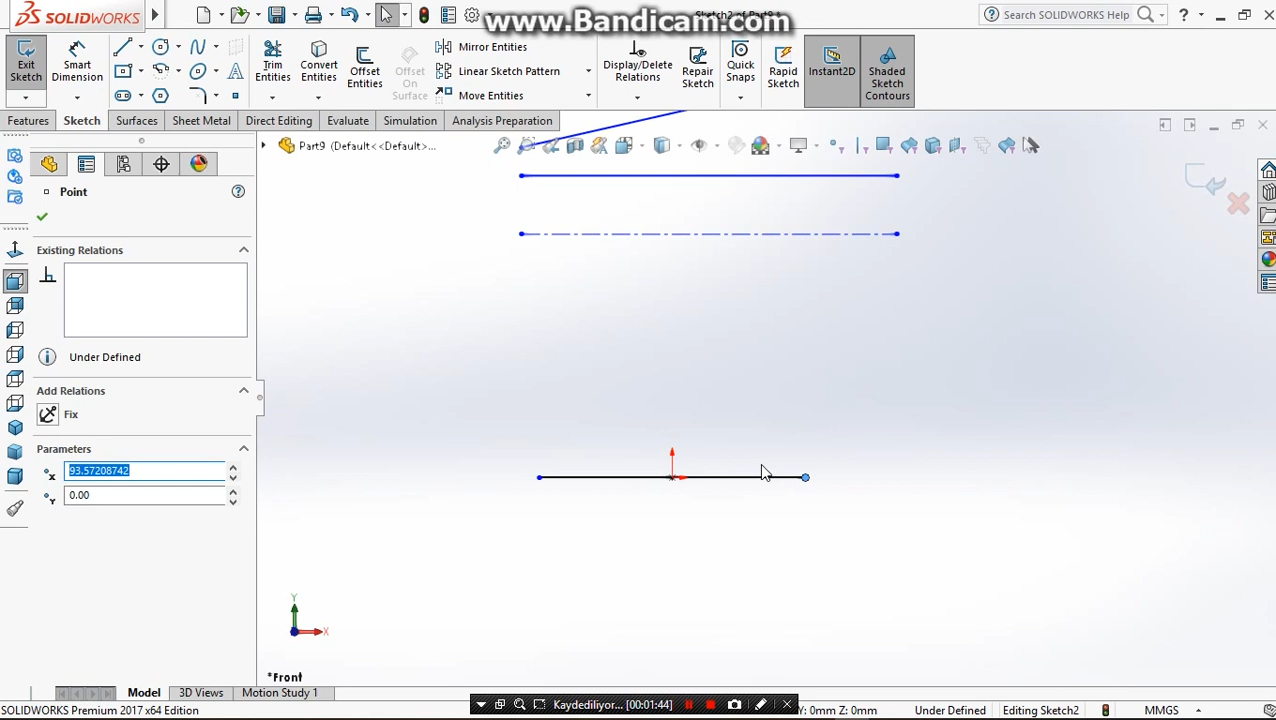 SOLIDWORKS
Sketch2 of Part9 *
www.Bandicam.com
Search SOLIDWORKS Help
?
Exit Sketch
Smart Dimension
Trim Entities
Convert Entities
Offset Entities
Offset On Surface
Mirror Entities
Linear Sketch Pattern
Move Entities
Display/Delete Relations
Repair Sketch
Quick Snaps
Rapid Sketch
Instant2D
Shaded Sketch Contours
Features
Sketch
Surfaces
Sheet Metal
Direct Editing
Evaluate
Simulation
Analysis Preparation
Part9 (Default<<Default>...
Point
?
Existing Relations
Under Defined
Add Relations
Fix
Parameters
x
93.57208742
Y
0.00
Y
X
*Front
Model
3D Views
Motion Study 1
Kaydediliyor... [00:01:44]
SOLIDWORKS Premium 2017 x64 Edition
Y: 0mm Z: 0mm
Under Defined
Editing Sketch2
MMGS